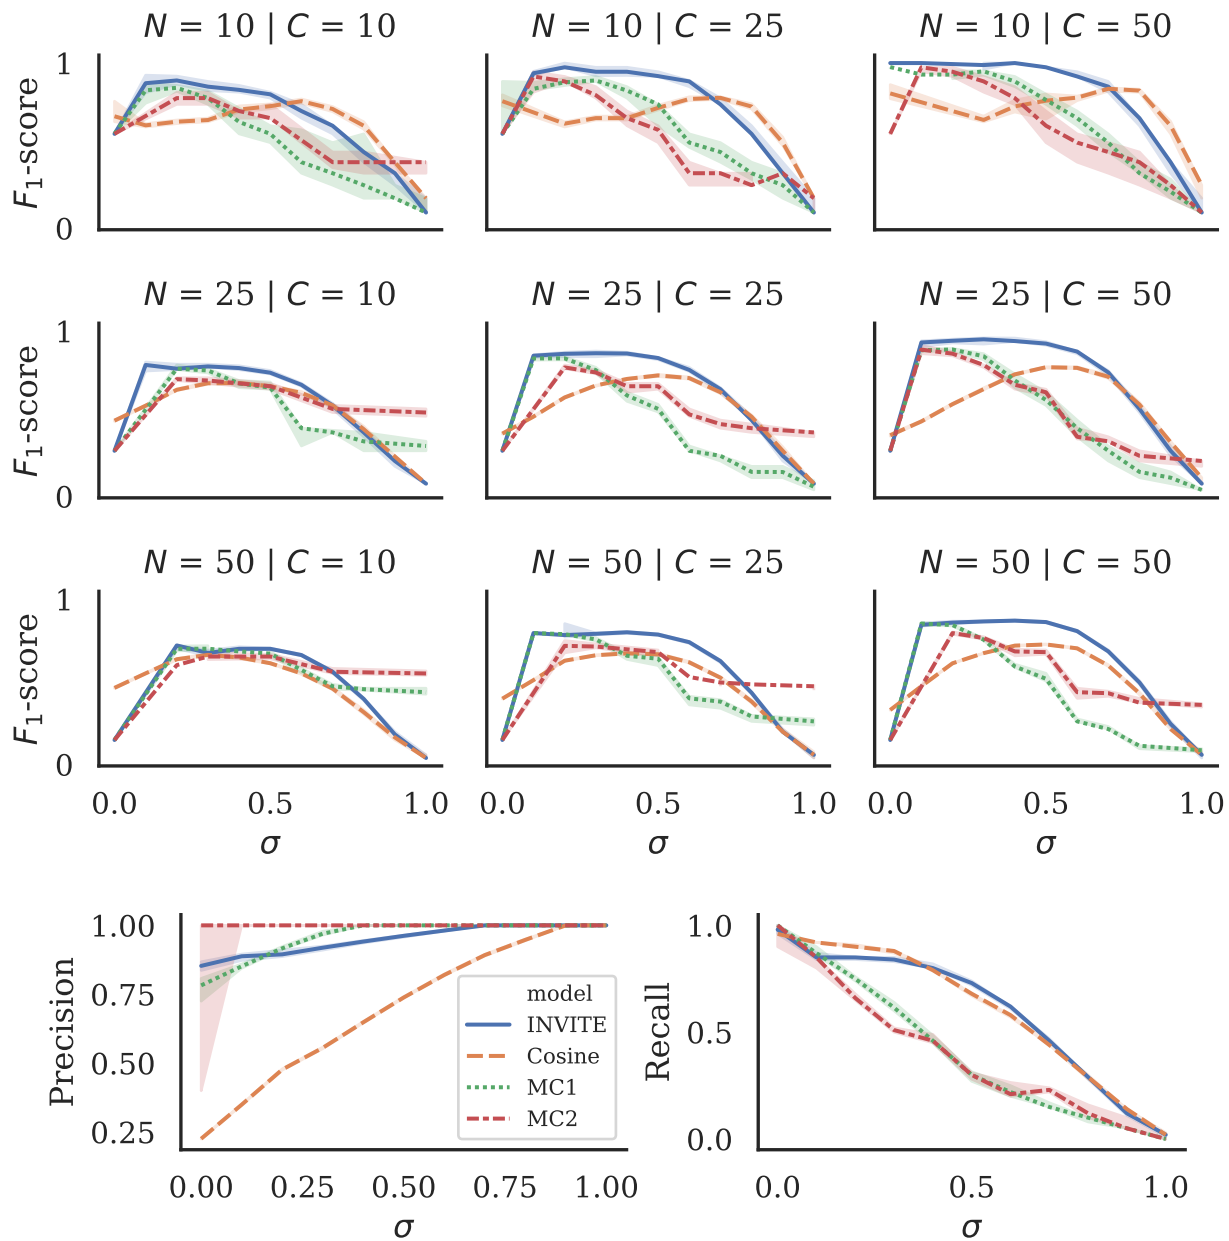 N = 10 | C = 10
N = 10 | C = 25
N = 10 | C = 50
F1-score
1
0
N = 25 | C = 10
N = 25 | C = 25
N = 25 | C = 50
F1-score
1
0
N = 50 | C = 10
N = 50 | C = 25
N = 50 | C = 50
F1-score
1
0
0.0 0.5 1.0
0.0 0.5 1.0
0.0 0.5 1.0
σ
σ
σ
Precision
1.00
0.75
0.50
0.25
model
INVITE
Cosine
MC1
MC2
0.00 0.25 0.50 0.75 1.00
σ
Recall
1.0
0.5
0.0
0.0 0.5 1.0
σ